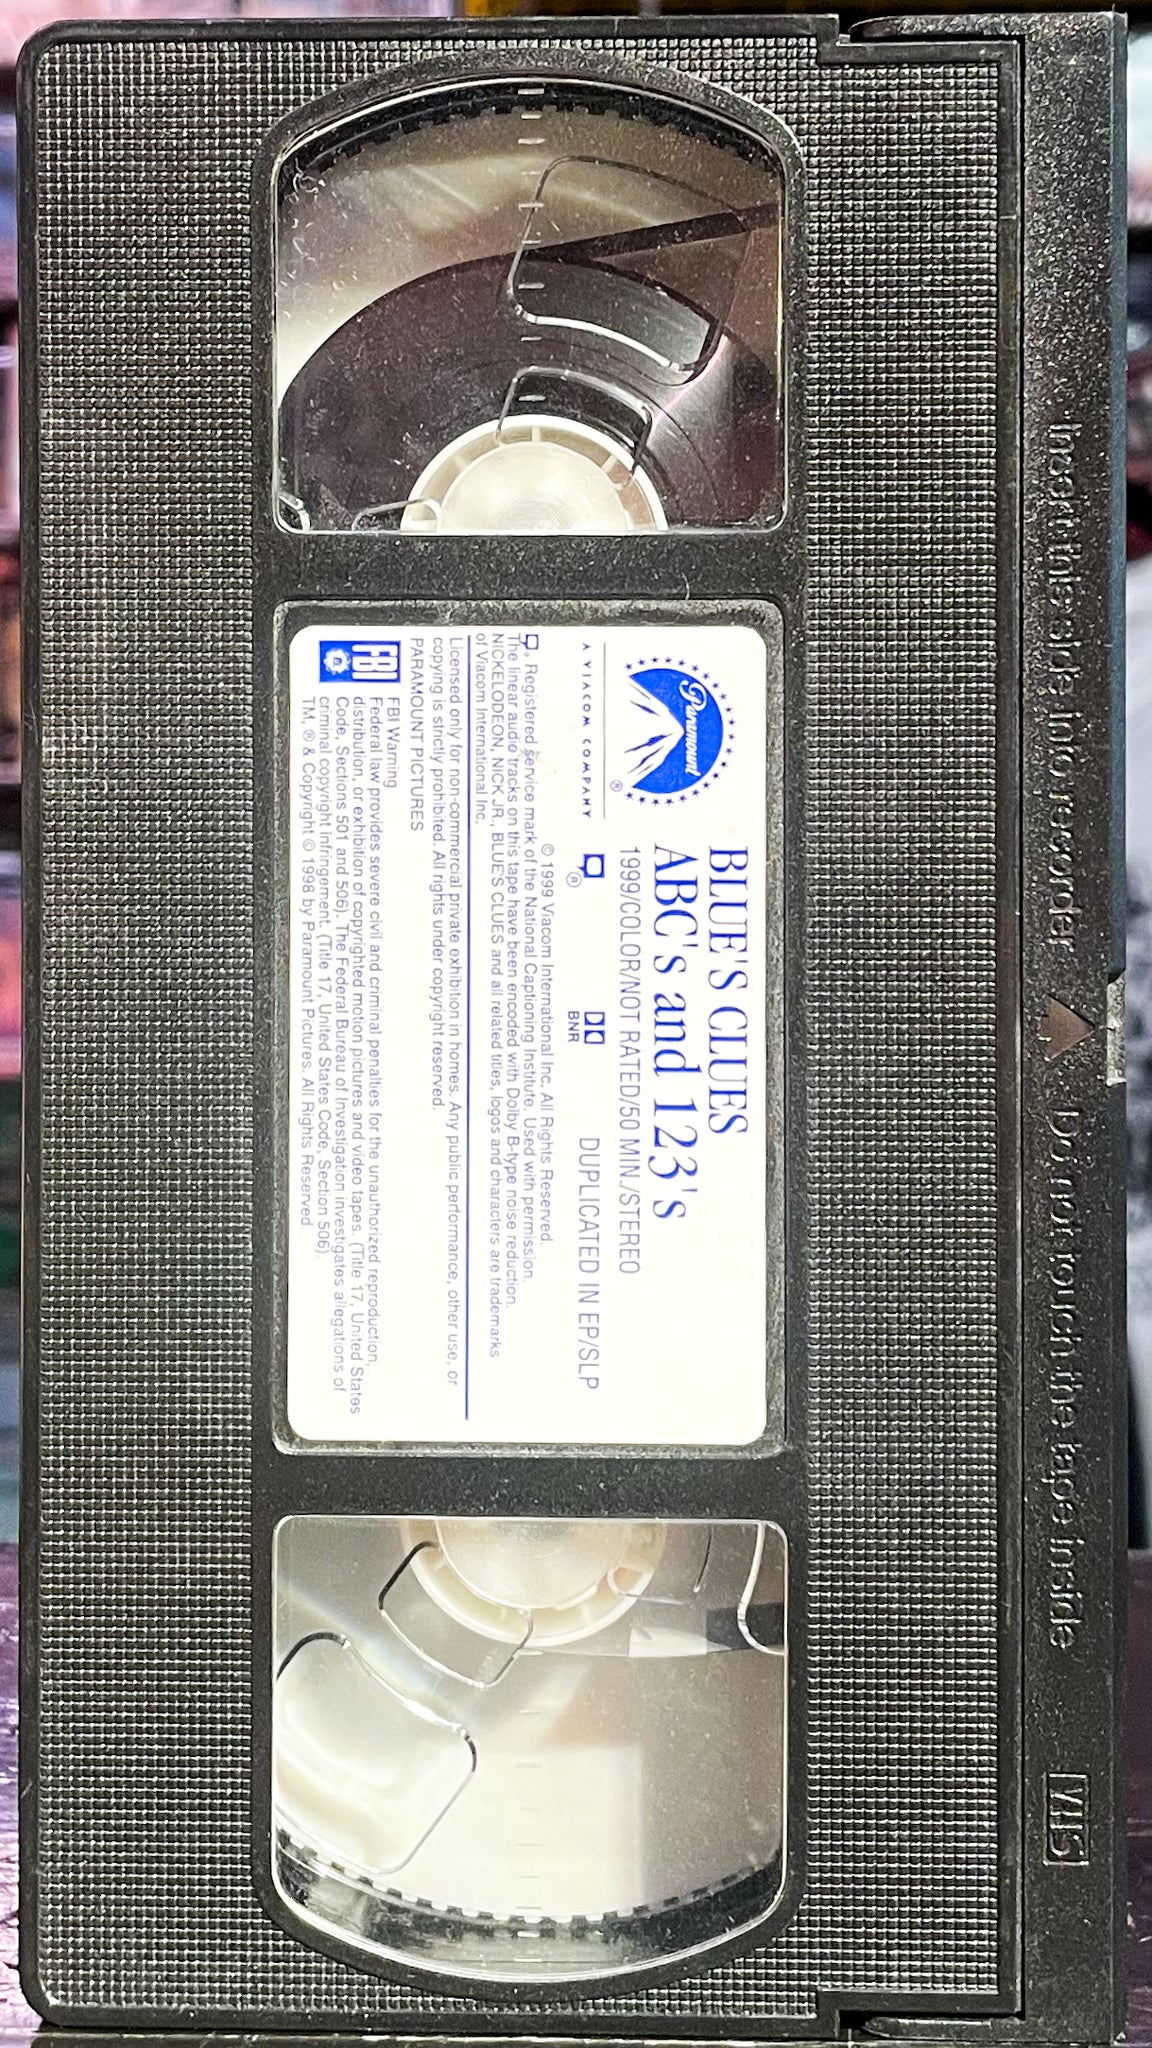 Insert this side into recorder
Do not touch the tape inside
VHS
Paramount
®
A VIACOM COMPANY
BLUE'S CLUES
ABC's and 123's
1999/COLOR/NOT RATED/50 MIN./STEREO
®
BNR
DUPLICATED IN EP/SLP
© 1999 Viacom International Inc. All Rights Reserved.
® Registered service mark of the National Captioning Institute. Used with permission.
The linear audio tracks on this tape have been encoded with Dolby B-type noise reduction.
NICKELODEON, NICK JR., BLUE'S CLUES and all related titles, logos and characters are trademarks
of Viacom International Inc.
Licensed only for non-commercial private exhibition in homes. Any public performance, other use, or
copying is strictly prohibited. All rights under copyright reserved.
PARAMOUNT PICTURES
FBI
FBI Warning
Federal law provides severe civil and criminal penalties for the unauthorized reproduction,
distribution, or exhibition of copyrighted motion pictures and video tapes. (Title 17, United States
Code, Sections 501 and 506). The Federal Bureau of Investigation investigates allegations of
criminal copyright infringement. (Title 17, United States Code, Section 506)
TM, ® & Copyright © 1998 by Paramount Pictures. All Rights Reserved